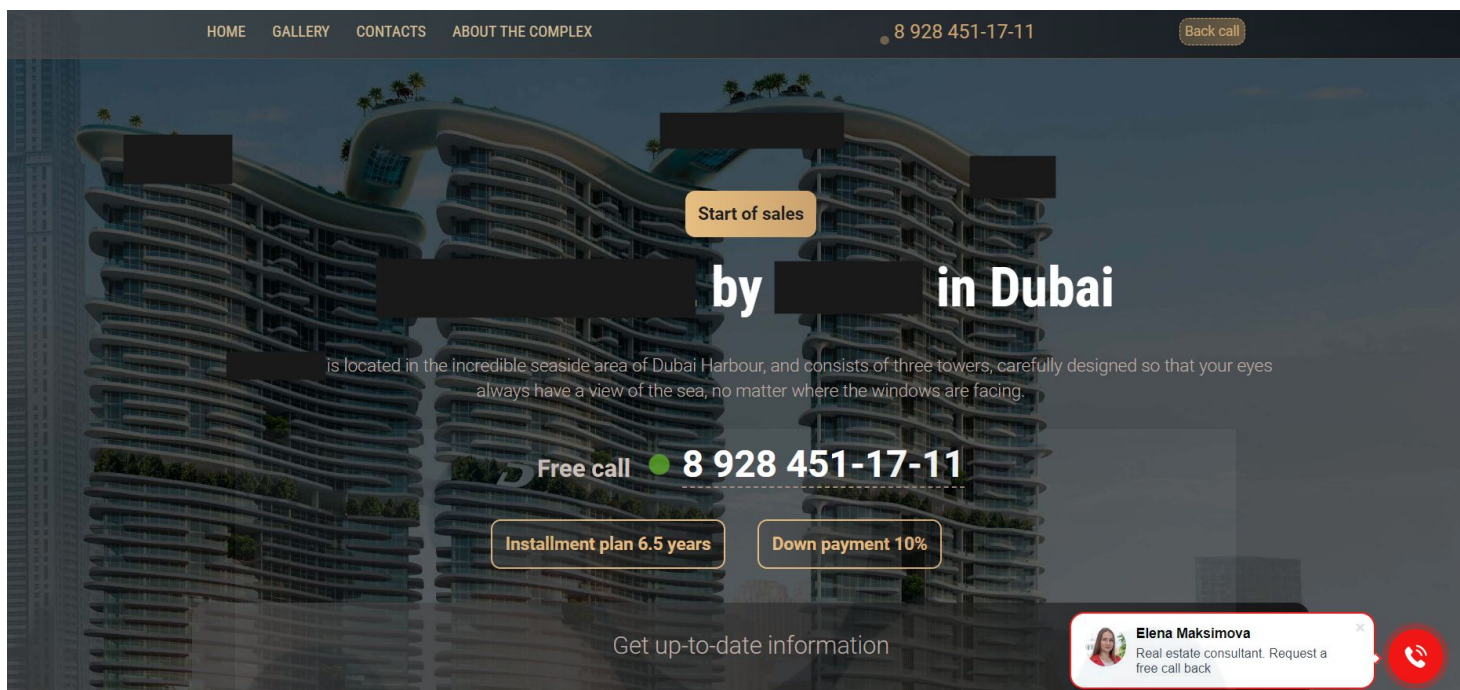 HOME GALLERY CONTACTS ABOUT THE COMPLEX 8 928 451-17-11 Back call
Start of sales
by in Dubai
is located in the incredible seaside area of Dubai Harbour, and consists of three towers, carefully designed so that your eyes
always have a view of the sea, no matter where the windows are facing.
Free call 8 928 451-17-11
Installment plan 6.5 years Down payment 10%
Get up-to-date information
Elena Maksimova
Real estate consultant. Request a
free call back